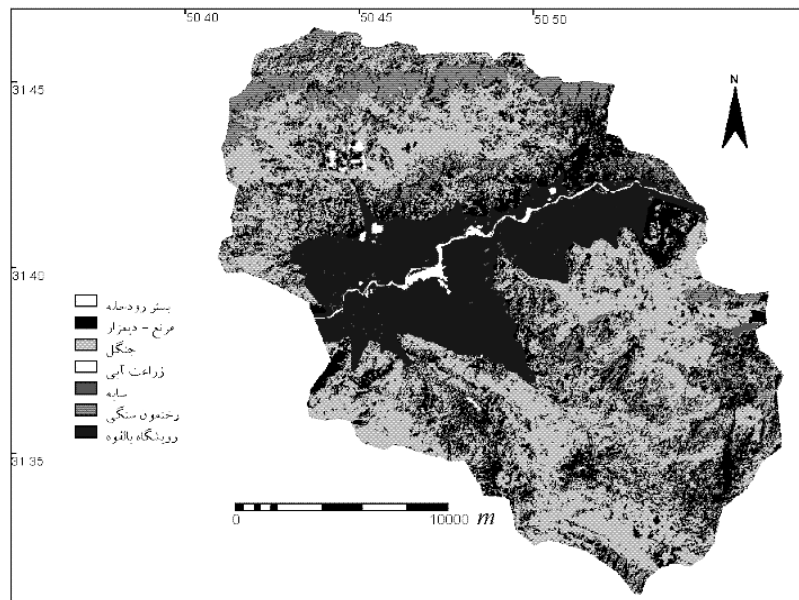 50 40 50 45 50 50
31 45
N
31 40
بستر رودخانه
مرتع - دیمزار
جنگل
زراعت آبی
سایه
رخنمون سنگی
رویشگاه بالقوه
31 35
0 10000 m